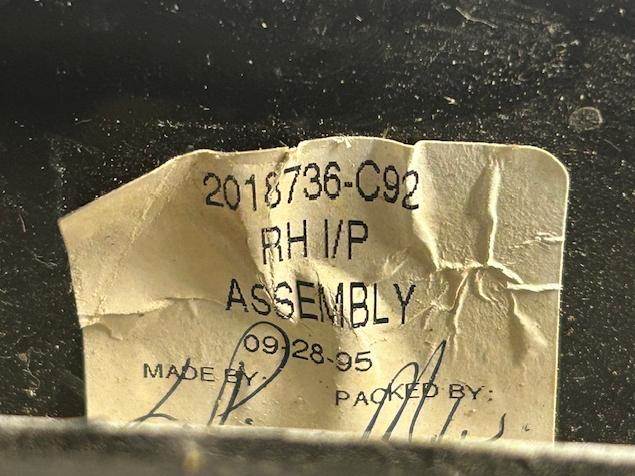 2018736-C92
RH I/P
ASSEMBLY
09-28-95
MADE BY:
PACKED BY: